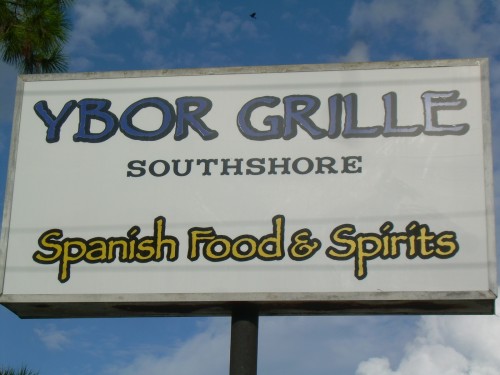 YBOR GRILLE
SOUTHSHORE
Spanish Food & Spirits